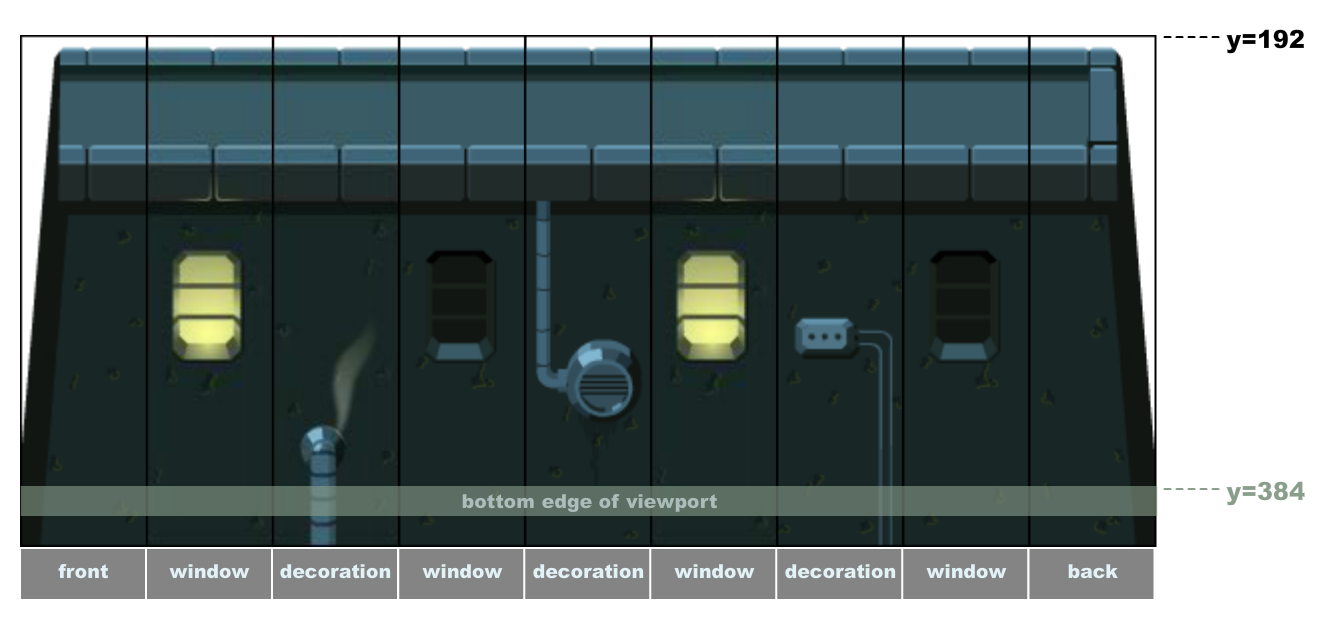 y=192
bottom edge of viewport
y=384
front
window
decoration
window
decoration
window
decoration
window
back